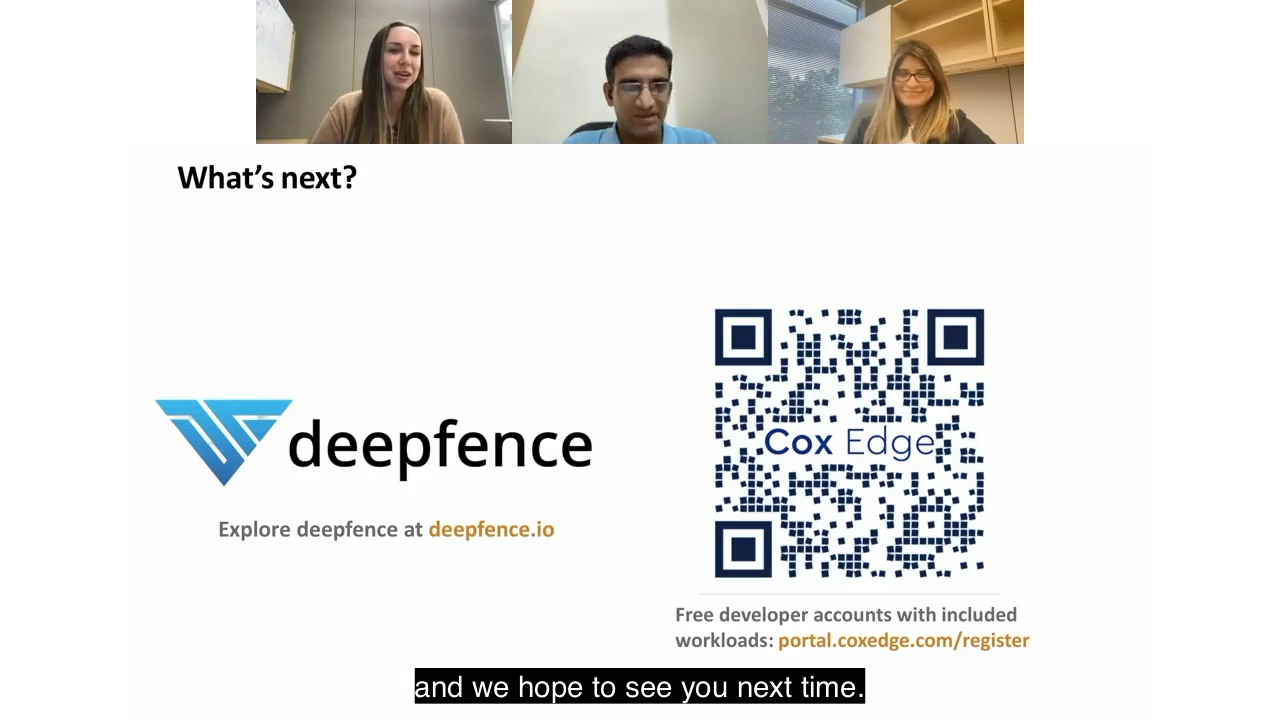 What's next?
deepfence
Explore deepfence at deepfence.io
Cox Edge
Free developer accounts with included
workloads: portal.coxedge.com/register
and we hope to see you next time.